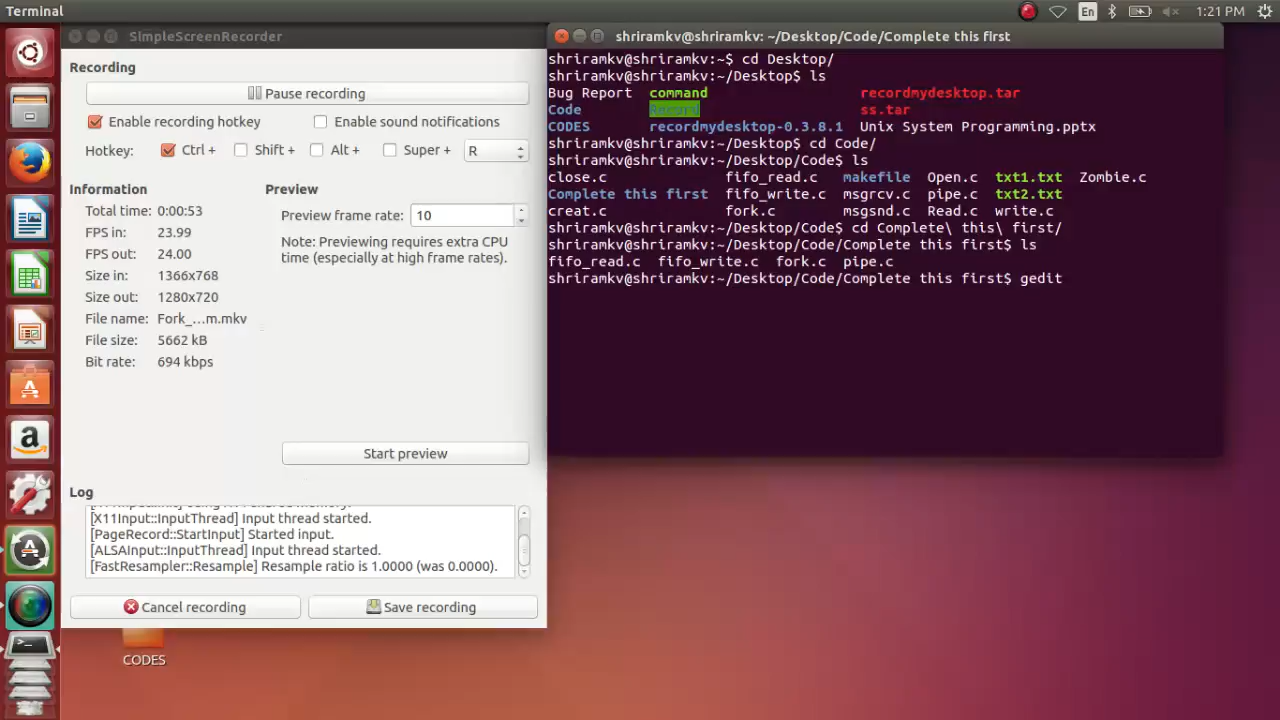 Terminal
En
1:21 PM
SimpleScreenRecorder
Recording
Pause recording
Enable recording hotkey
Enable sound notifications
Hotkey: Ctrl + Shift + Alt + Super + R
Information
Total time: 0:00:53
FPS in: 23.99
FPS out: 24.00
Size in: 1366x768
Size out: 1280x720
File name: Fork_...m.mkv
File size: 5662 kB
Bit rate: 694 kbps
Preview
Preview frame rate: 10
Note: Previewing requires extra CPU
time (especially at high frame rates).
Start preview
Log
[X11Input::InputThread] Input thread started.
[PageRecord::StartInput] Started input.
[ALSAInput::InputThread] Input thread started.
[FastResampler::Resample] Resample ratio is 1.0000 (was 0.0000).
Cancel recording
Save recording
CODES
shriramkv@shriramkv: ~/Desktop/Code/Complete this first
shriramkv@shriramkv:~$ cd Desktop/
shriramkv@shriramkv:~/Desktop$ ls
Bug Report command recordmydesktop.tar
Code Record ss.tar
CODES recordmydesktop-0.3.8.1 Unix System Programming.pptx
shriramkv@shriramkv:~/Desktop$ cd Code/
shriramkv@shriramkv:~/Desktop/Code$ ls
close.c fifo_read.c makefile Open.c txt1.txt Zombie.c
Complete this first fifo_write.c msgrcv.c pipe.c txt2.txt
creat.c fork.c msgsnd.c Read.c write.c
shriramkv@shriramkv:~/Desktop/Code$ cd Complete\ this\ first/
shriramkv@shriramkv:~/Desktop/Code/Complete this first$ ls
fifo_read.c fifo_write.c fork.c pipe.c
shriramkv@shriramkv:~/Desktop/Code/Complete this first$ gedit